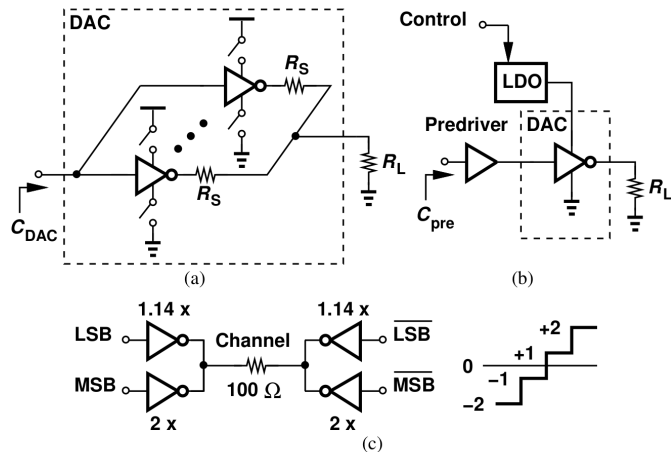 DAC
R_S
R_S
R_L
C_DAC
(a)
Control
LDO
Predriver
DAC
R_L
C_pre
(b)
1.14 x
1.14 x
LSB
Channel
L̅S̅B̅
MSB
100 Ω
M̅S̅B̅
2 x
2 x
+2
+1
0
−1
−2
(c)